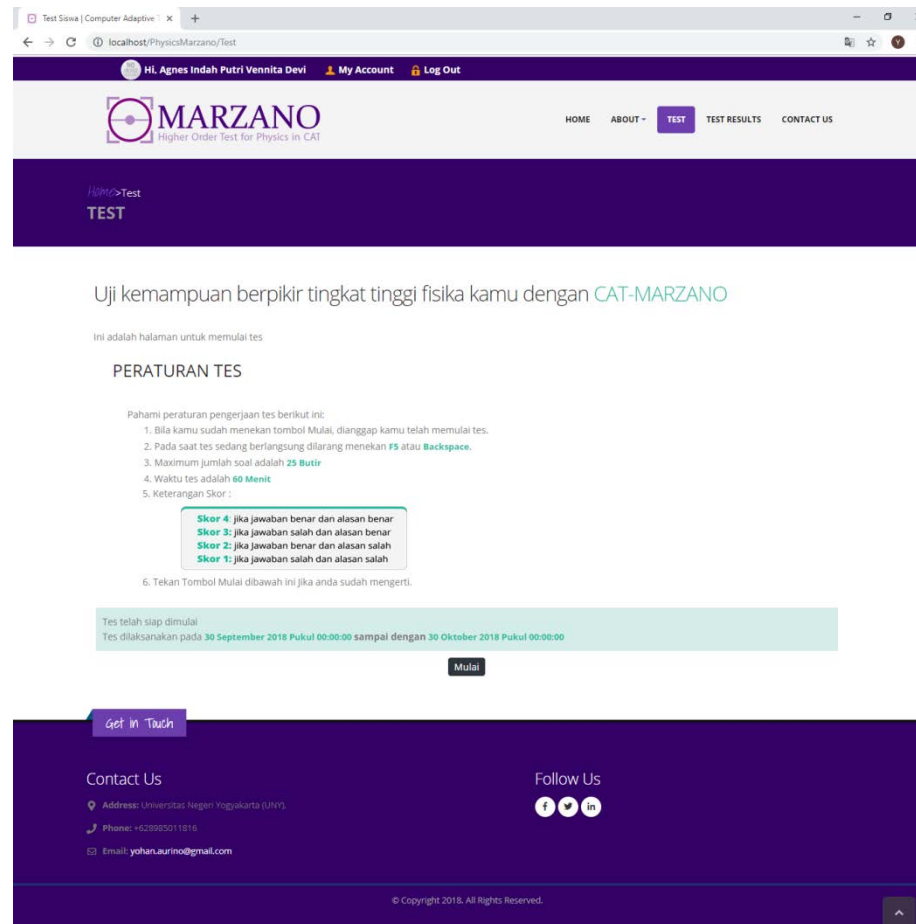 Test Siswa | Computer Adaptive T
localhost/PhysicsMarzano/Test
Hi, Agnes Indah Putri Vennita Devi My Account Log Out
MARZANO
Higher Order Test for Physics in CAT
HOME ABOUT TEST TEST RESULTS CONTACT US
Home>Test
TEST
Uji kemampuan berpikir tingkat tinggi fisika kamu dengan CAT-MARZANO
Ini adalah halaman untuk memulai tes
PERATURAN TES
Pahami peraturan pengerjaan tes berikut ini:
1. Bila kamu sudah menekan tombol Mulai, dianggap kamu telah memulai tes.
2. Pada saat tes sedang berlangsung dilarang menekan F5 atau Backspace.
3. Maximum jumlah soal adalah 25 Butir
4. Waktu tes adalah 60 Menit
5. Keterangan Skor :
Skor 4: jika jawaban benar dan alasan benar
Skor 3: jika jawaban salah dan alasan benar
Skor 2: jika jawaban benar dan alasan salah
Skor 1: jika jawaban salah dan alasan salah
6. Tekan Tombol Mulai dibawah ini jika anda sudah mengerti.
Tes telah siap dimulai
Tes dilaksanakan pada 30 September 2018 Pukul 00:00:00 sampai dengan 30 Oktober 2018 Pukul 00:00:00
Mulai
Get in Touch
Contact Us
Follow Us
Address: Universitas Negeri Yogyakarta (UNY).
Phone: +628985011816
Email: yohan.aurino@gmail.com
© Copyright 2018. All Rights Reserved.